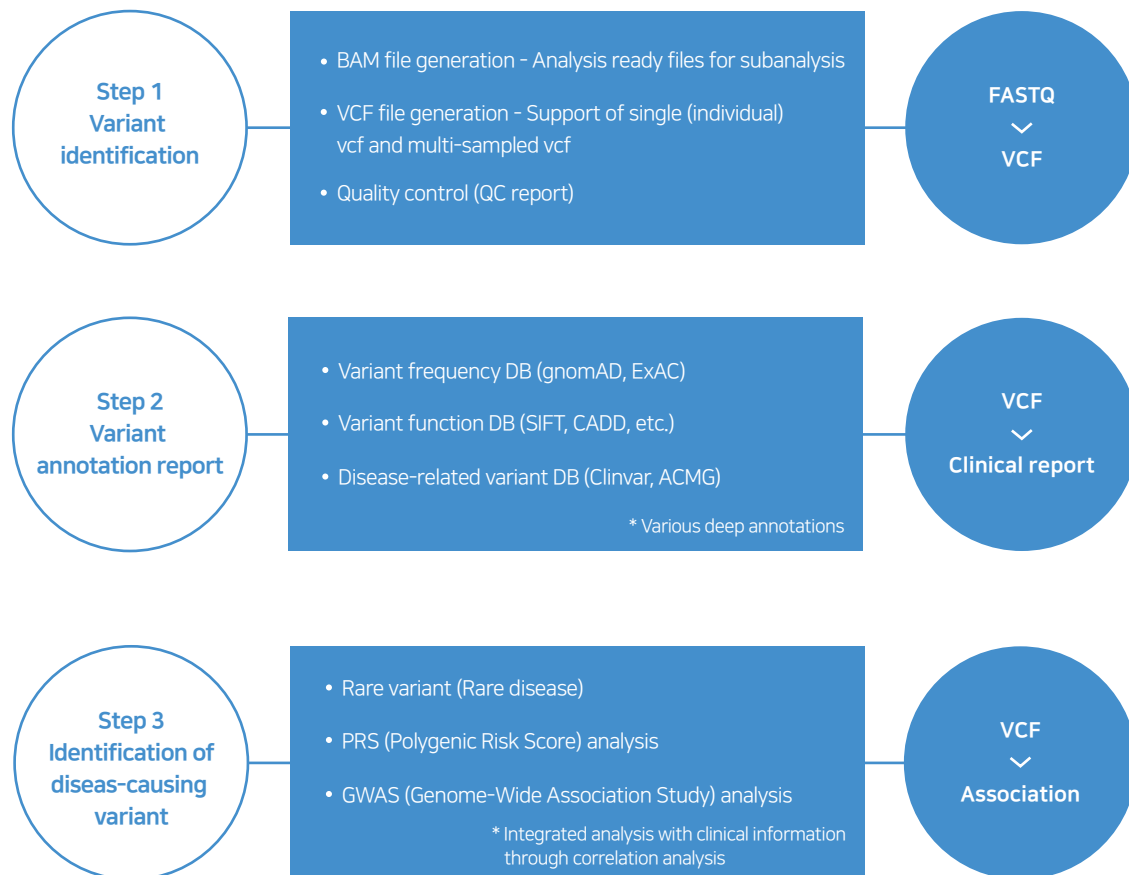 Step 1
Variant
identification
• BAM file generation - Analysis ready files for subanalysis
• VCF file generation - Support of single (individual)
vcf and multi-sampled vcf
• Quality control (QC report)
FASTQ
VCF
Step 2
Variant
annotation report
• Variant frequency DB (gnomAD, ExAC)
• Variant function DB (SIFT, CADD, etc.)
• Disease-related variant DB (Clinvar, ACMG)
* Various deep annotations
VCF
Clinical report
Step 3
Identification of
diseas-causing
variant
• Rare variant (Rare disease)
• PRS (Polygenic Risk Score) analysis
• GWAS (Genome-Wide Association Study) analysis
* Integrated analysis with clinical information
through correlation analysis
VCF
Association